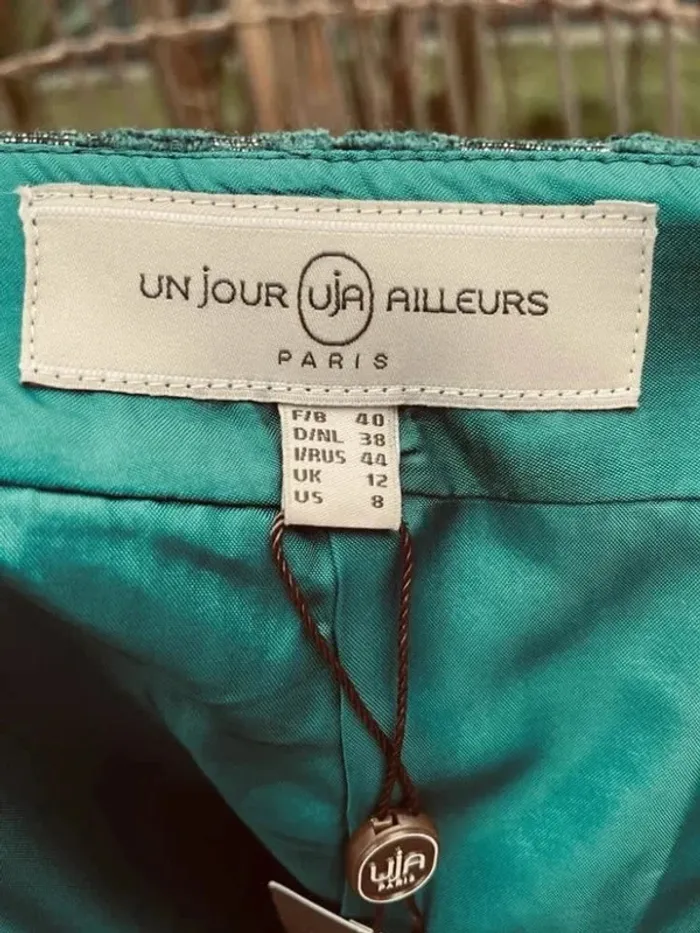 UN jOUR UjA AILLEURS
PARIS
F/B 40
D/NL 38
I/RUS 44
UK 12
US 8
UjA
PARIS